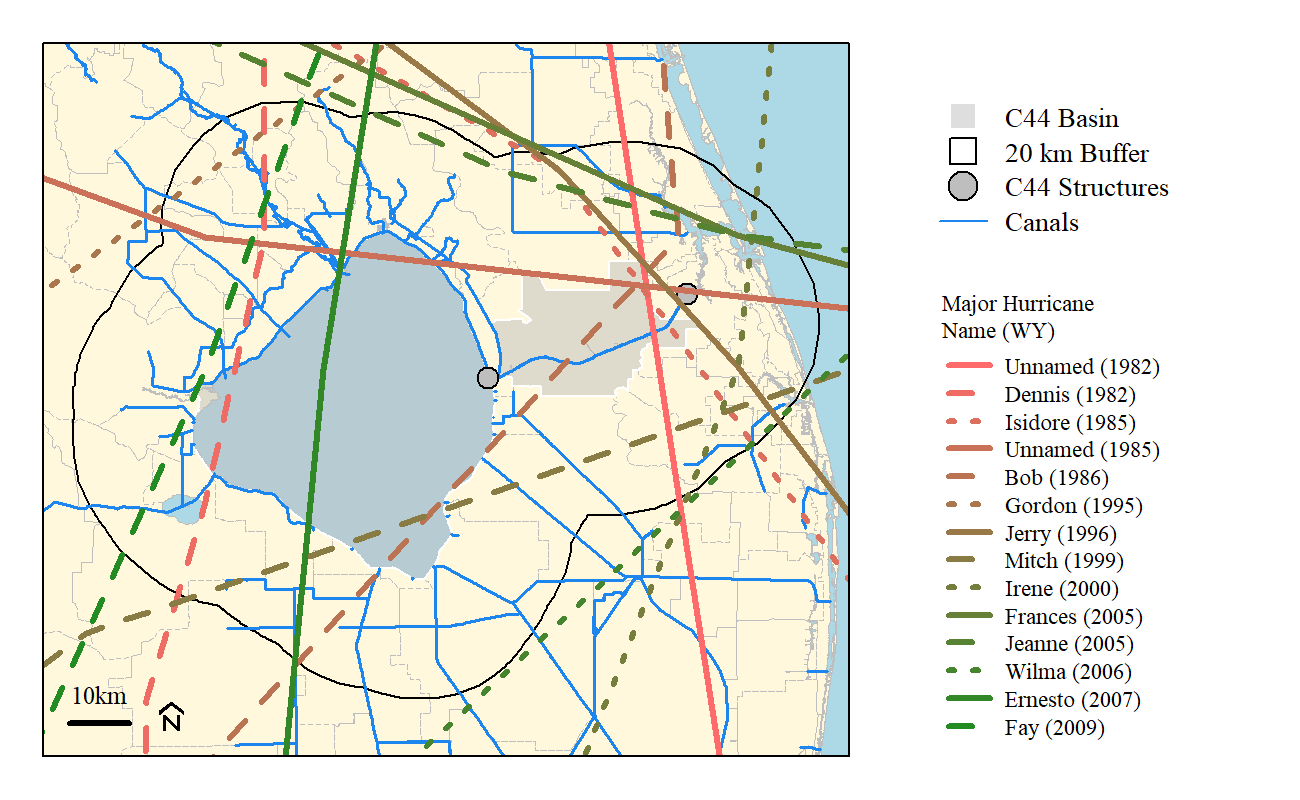 C44 Basin
20 km Buffer
C44 Structures
Canals
Major Hurricane
Name (WY)
Unnamed (1982)
Dennis (1982)
Isidore (1985)
Unnamed (1985)
Bob (1986)
Gordon (1995)
Jerry (1996)
Mitch (1999)
Irene (2000)
Frances (2005)
Jeanne (2005)
Wilma (2006)
Ernesto (2007)
Fay (2009)
10km
N